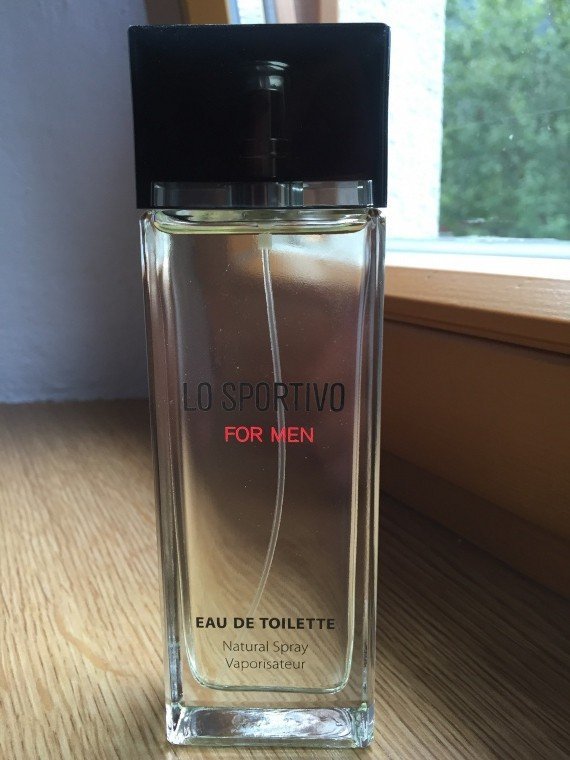 LO SPORTIVO
FOR MEN
EAU DE TOILETTE
Natural Spray
Vaporisateur